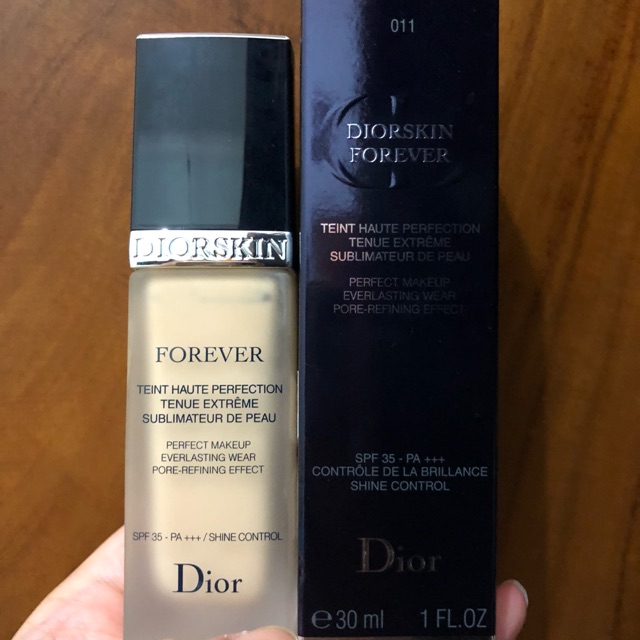 DIORSKIN
FOREVER
TEINT HAUTE PERFECTION
TENUE EXTRÊME
SUBLIMATEUR DE PEAU
PERFECT MAKEUP
EVERLASTING WEAR
PORE-REFINING EFFECT
SPF 35 - PA +++ / SHINE CONTROL
Dior
011
DIORSKIN
FOREVER
TEINT HAUTE PERFECTION
TENUE EXTRÊME
SUBLIMATEUR DE PEAU
PERFECT MAKEUP
EVERLASTING WEAR
PORE-REFINING EFFECT
SPF 35 - PA +++
CONTRÔLE DE LA BRILLANCE
SHINE CONTROL
Dior
℮ 30 ml 1 FL.OZ